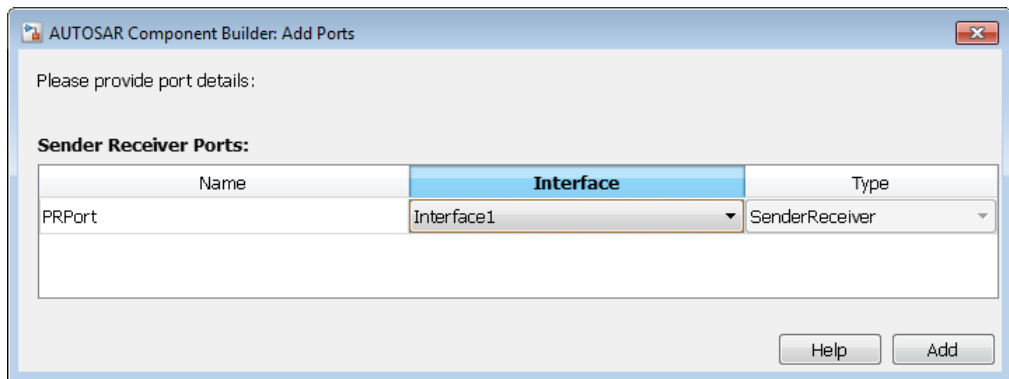 AUTOSAR Component Builder: Add Ports
Please provide port details:
Sender Receiver Ports:
Name Interface Type
PRPort Interface1 SenderReceiver
Help Add